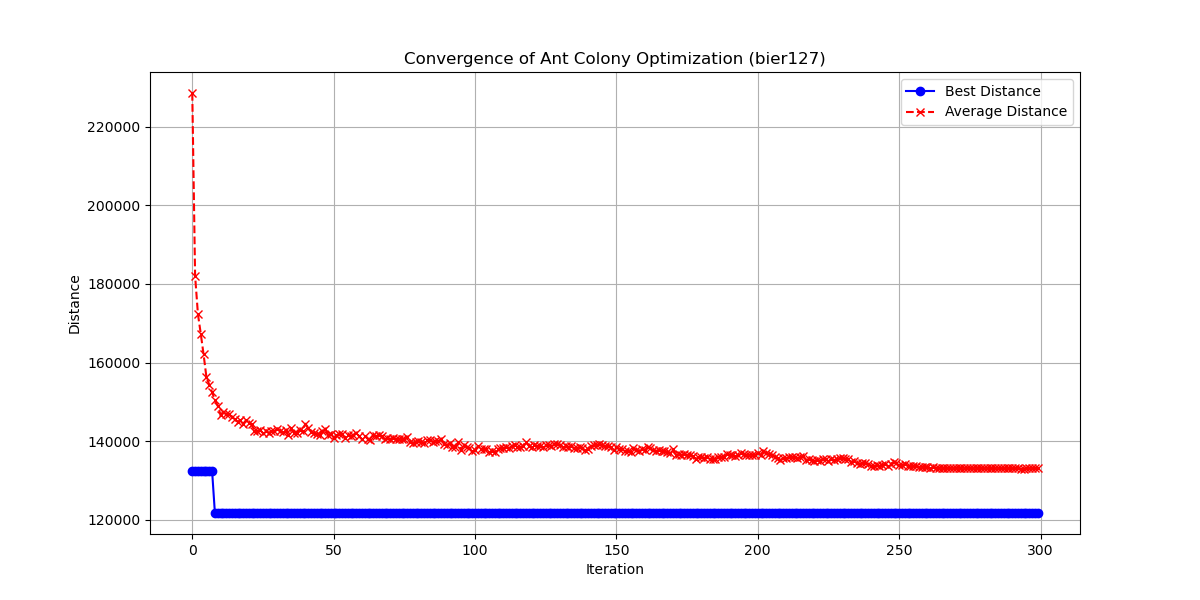 Convergence of Ant Colony Optimization (bier127)
Best Distance
Average Distance
220000
200000
180000
160000
140000
120000
Distance
0
50
100
150
200
250
300
Iteration